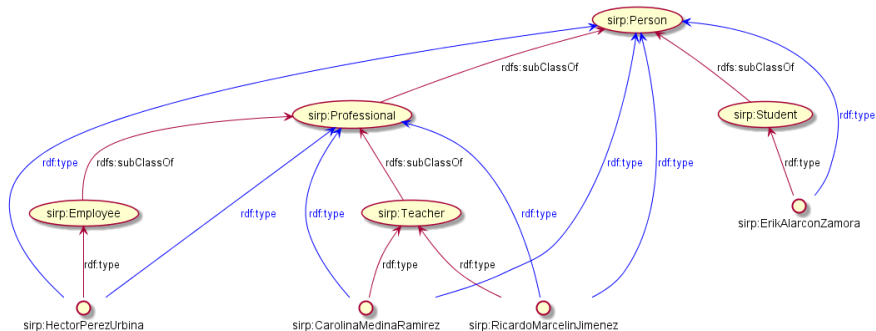 sirp:Person
rdfs:subClassOf
rdfs:subClassOf
sirp:Professional
sirp:Student
rdf:type
rdf:type
rdfs:subClassOf
rdfs:subClassOf
rdf:type
rdf:type
rdf:type
sirp:Employee
rdf:type
rdf:type
sirp:Teacher
rdf:type
sirp:ErikAlarconZamora
rdf:type
rdf:type
rdf:type
sirp:HectorPerezUrbina
sirp:CarolinaMedinaRamirez
sirp:RicardoMarcelinJimenez